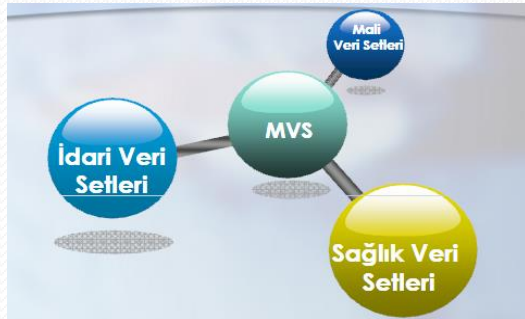 Mali
Veri Setleri
MVS
İdari Veri
Setleri
Sağlık Veri
Setleri